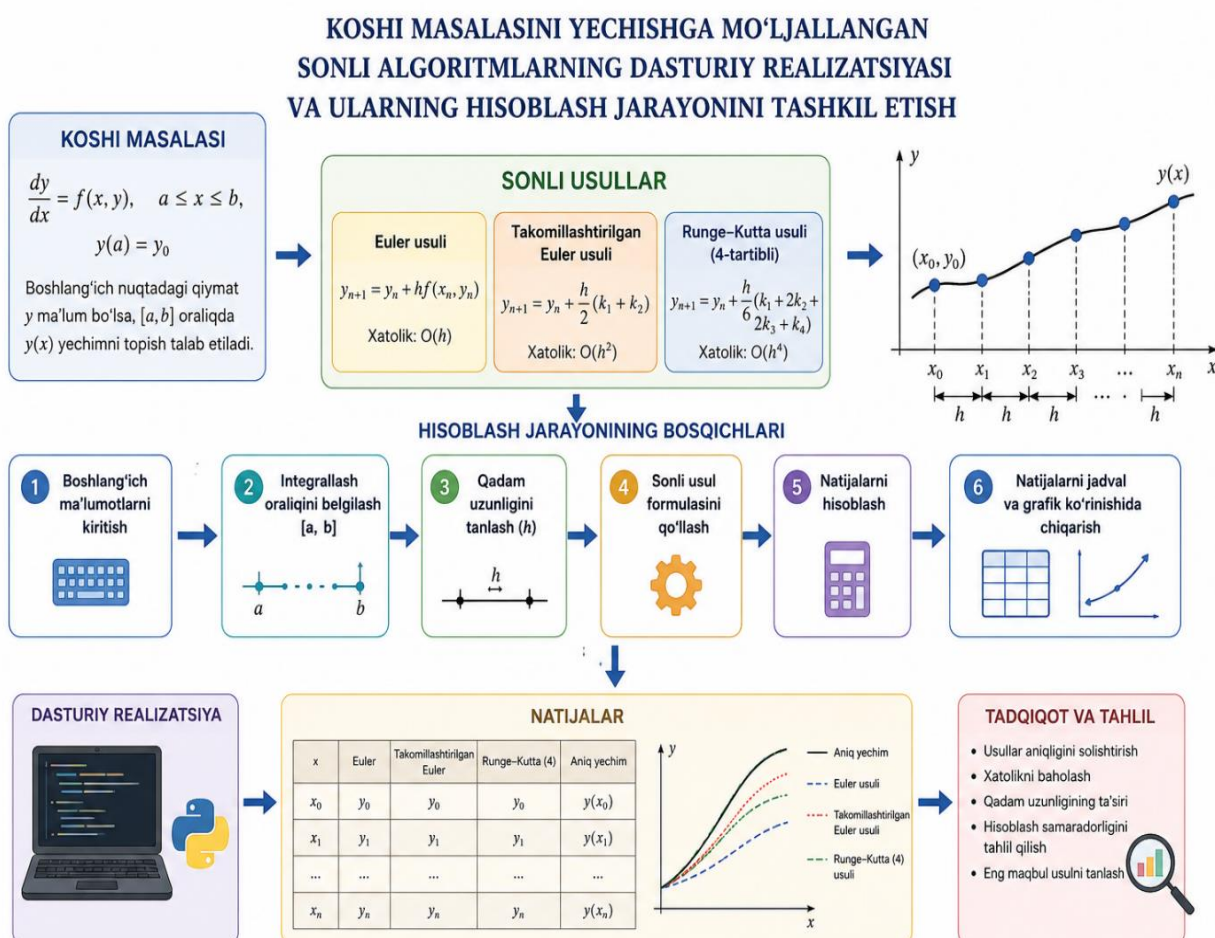 KOSHI MASALASINI YECHISHGA MO‘LJALLANGAN
SONLI ALGORITMLARNING DASTURIY REALIZATSIYASI
VA ULARNING HISOBLASH JARAYONINI TASHKIL ETISH
KOSHI MASALASI
dy/dx = f(x, y), a ≤ x ≤ b,
y(a) = y₀
Boshlang‘ich nuqtadagi qiymat
y ma’lum bo‘lsa, [a, b] oraliqda
y(x) yechimni topish talab etiladi.
SONLI USULLAR
Euler usuli
yₙ₊₁ = yₙ + hf(xₙ, yₙ)
Xatolik: O(h)
Takomillashtirilgan
Euler usuli
yₙ₊₁ = yₙ + h/2 (k₁ + k₂)
Xatolik: O(h²)
Runge–Kutta usuli
(4-tartibli)
yₙ₊₁ = yₙ + h/6 (k₁ + 2k₂ +
2k₃ + k₄)
Xatolik: O(h⁴)
y
y(x)
(x₀, y₀)
x₀ x₁ x₂ x₃ ... xₙ x
h h h ... . h
HISOBLASH JARAYONINING BOSQICHLARI
1 Boshlang‘ich
ma’lumotlarni
kiritish
2 Integrallash
oraliqini belgilash
[a, b]
a b
3 Qadam
uzunligini
tanlash (h)
h
4 Sonli usul
formulasini
qo‘llash
5 Natijalarni
hisoblash
6 Natijalarni jadval
va grafik ko‘rinishida
chiqarish
DASTURIY REALIZATSIYA
NATIJALAR
x Euler Takomillashtirilgan Euler Runge–Kutta (4) Aniq yechim
x₀ y₀ y₀ y₀ y(x₀)
x₁ y₁ y₁ y₁ y(x₁)
... ... ... ... ...
xₙ yₙ yₙ yₙ y(xₙ)
y
x
Aniq yechim
Euler usuli
Takomillashtirilgan
Euler usuli
Runge–Kutta (4)
usuli
TADQIQOT VA TAHLIL
• Usullar aniqligini solishtirish
• Xatolikni baholash
• Qadam uzunligining ta’siri
• Hisoblash samaradorligini
tahlil qilish
• Eng maqbul usulni tanlash